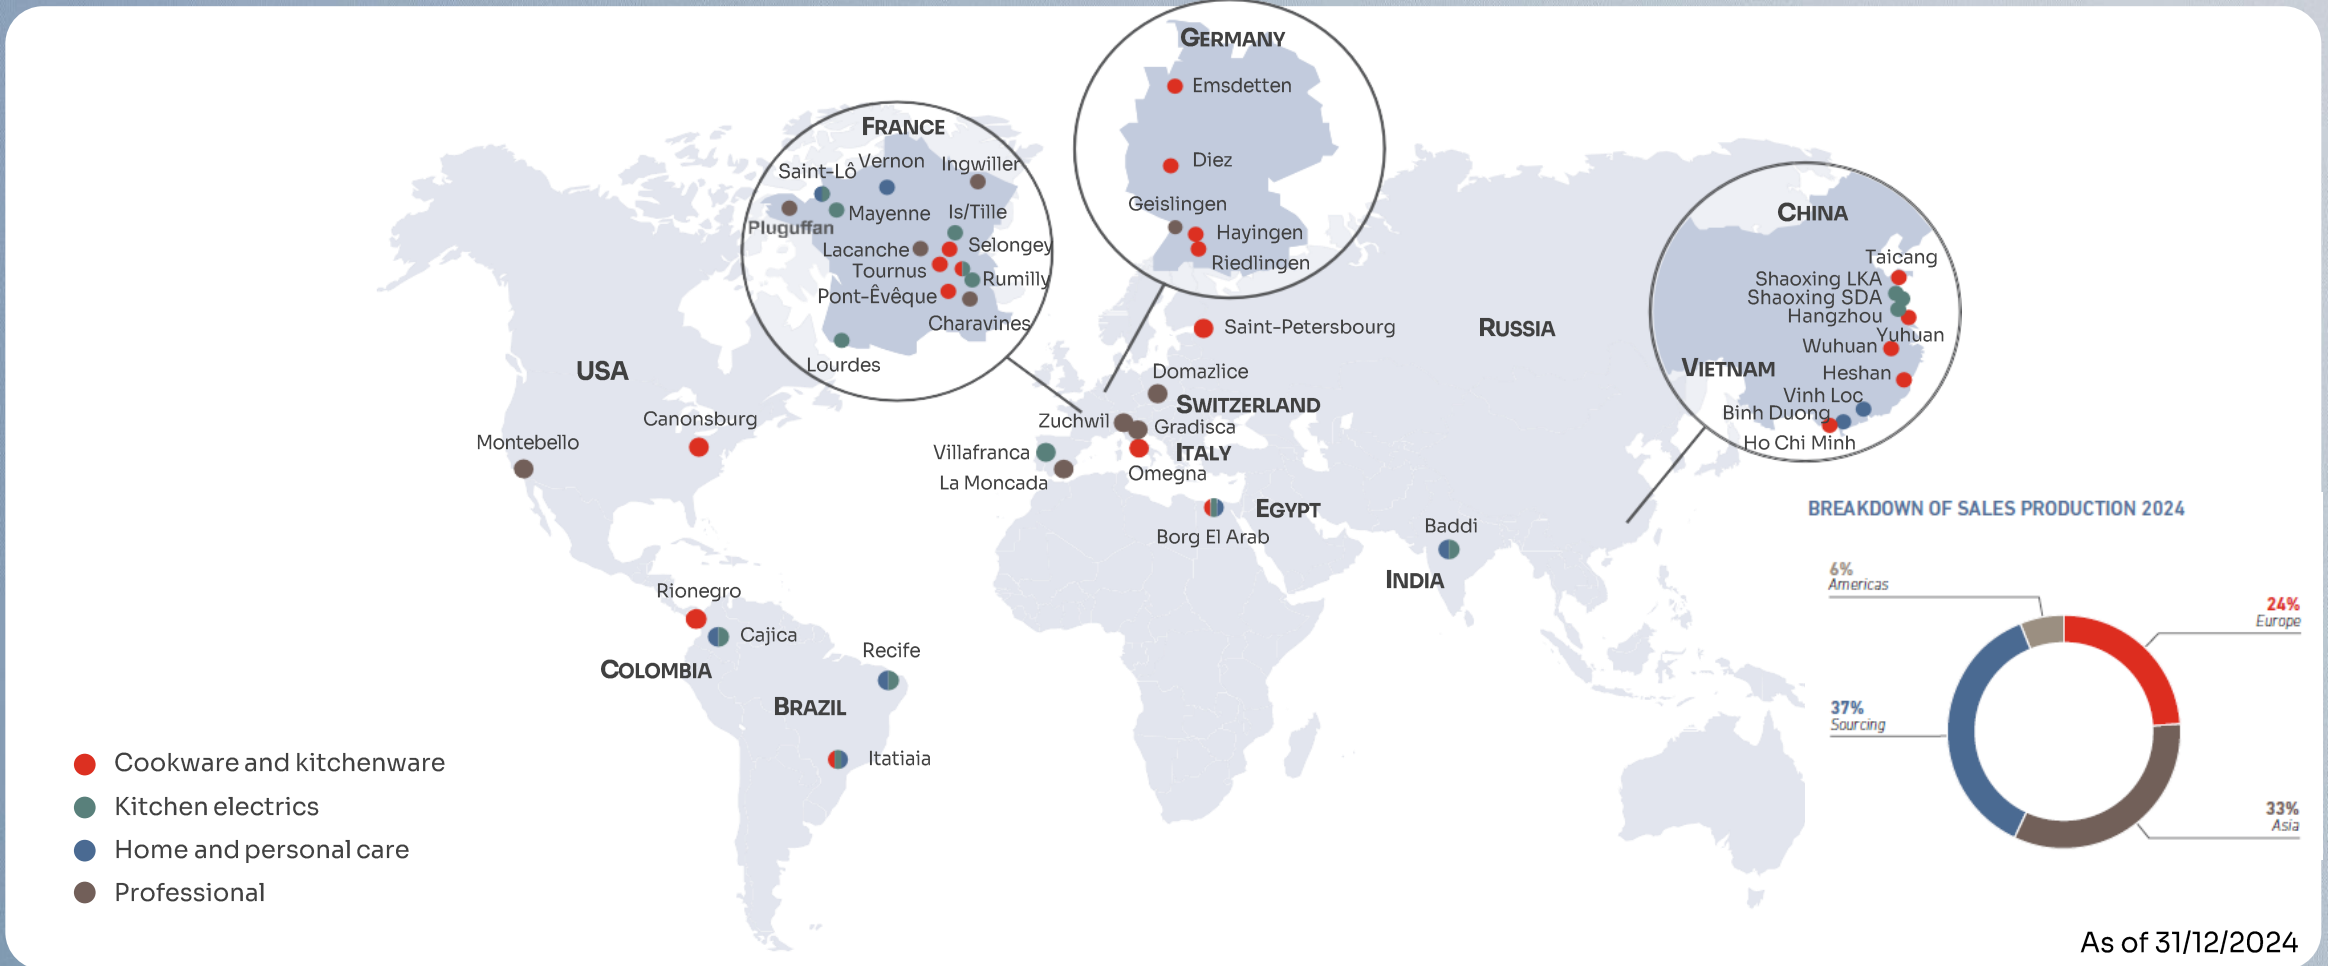 GERMANY
Emsdetten
Diez
Geislingen
Hayingen
Riedlingen
FRANCE
Saint-Lô
Vernon
Ingwiller
Pluguffan
Mayenne
Is/Tille
Lacanche
Selongey
Tournus
Rumilly
Pont-Évêque
Charavines
Lourdes
CHINA
Taicang
Shaoxing LKA
Shaoxing SDA
Hangzhou
Yuhuan
Wuhuan
VIETNAM
Heshan
Vinh Loc
Binh Duong
Ho Chi Minh
Saint-Petersbourg
RUSSIA
USA
Canonsburg
Montebello
Domazlice
SWITZERLAND
Zuchwil
Gradisca
Villafranca
ITALY
Omegna
La Moncada
EGYPT
Borg El Arab
Baddi
INDIA
Rionegro
Cajica
COLOMBIA
Recife
BRAZIL
Itatiaia
Cookware and kitchenware
Kitchen electrics
Home and personal care
Professional
BREAKDOWN OF SALES PRODUCTION 2024
6%
Americas
24%
Europe
37%
Sourcing
33%
Asia
As of 31/12/2024